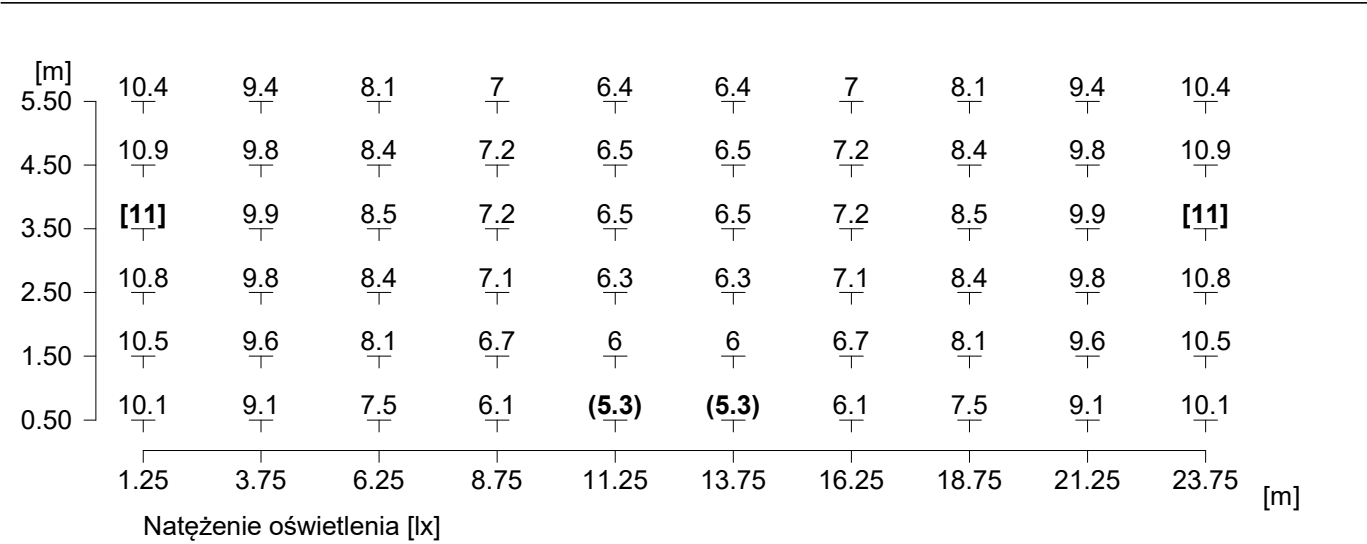 [m]
5.50 10.4 9.4 8.1 7 6.4 6.4 7 8.1 9.4 10.4
4.50 10.9 9.8 8.4 7.2 6.5 6.5 7.2 8.4 9.8 10.9
3.50 [11] 9.9 8.5 7.2 6.5 6.5 7.2 8.5 9.9 [11]
2.50 10.8 9.8 8.4 7.1 6.3 6.3 7.1 8.4 9.8 10.8
1.50 10.5 9.6 8.1 6.7 6 6 6.7 8.1 9.6 10.5
0.50 10.1 9.1 7.5 6.1 (5.3) (5.3) 6.1 7.5 9.1 10.1
1.25 3.75 6.25 8.75 11.25 13.75 16.25 18.75 21.25 23.75 [m]
Natężenie oświetlenia [lx]